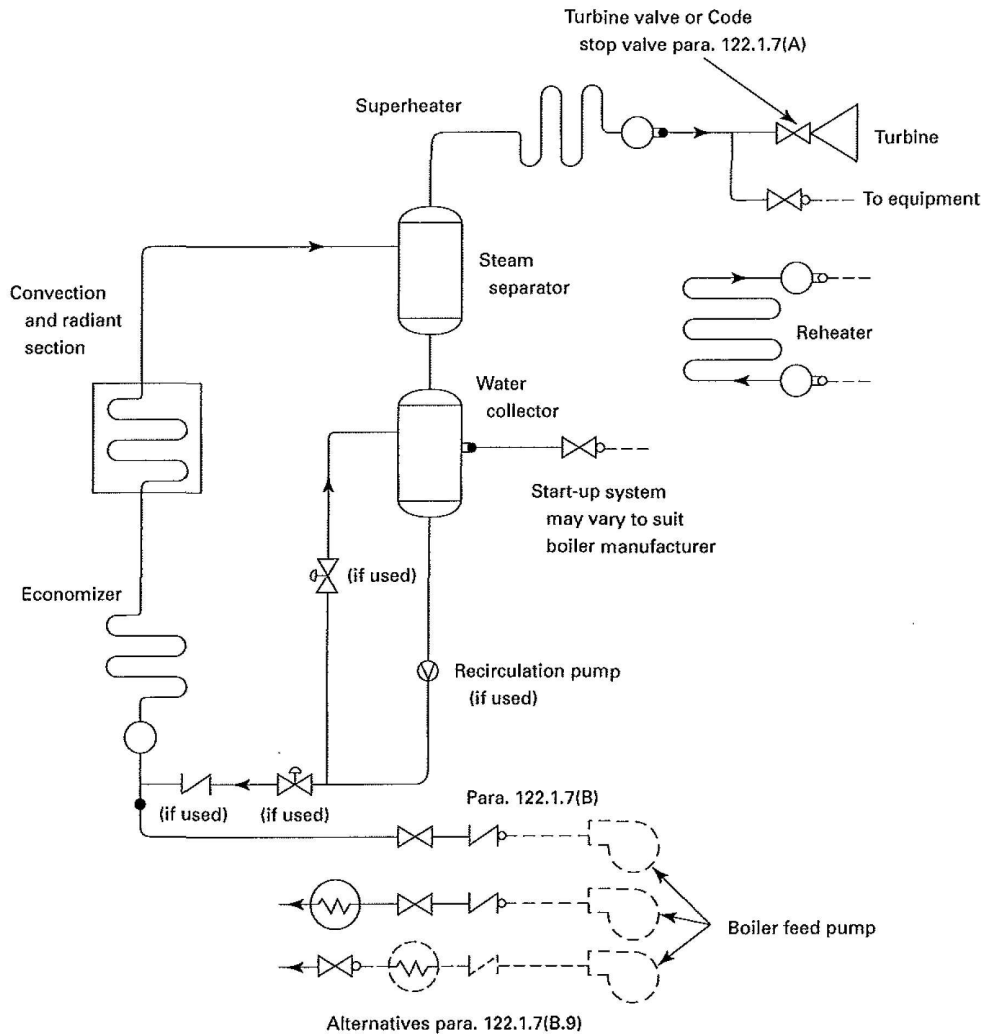 Turbine valve or Code
stop valve para. 122.1.7(A)
Superheater
Turbine
To equipment
Steam
separator
Convection
and radiant
section
Reheater
Water
collector
Start-up system
may vary to suit
boiler manufacturer
(if used)
Economizer
Recirculation pump
(if used)
(if used)
(if used)
Para. 122.1.7(B)
Boiler feed pump
Alternatives para. 122.1.7(B.9)